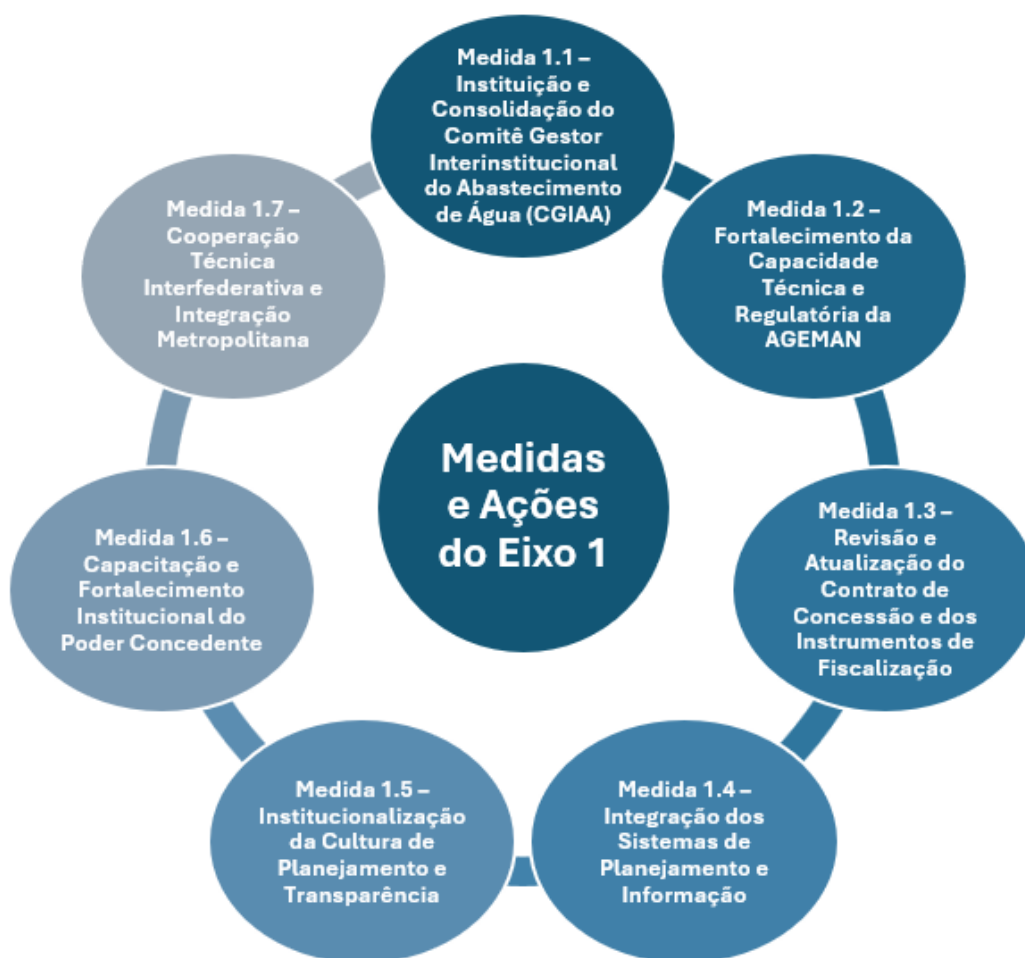 Medida 1.1 –
Instituição e
Consolidação do
Comitê Gestor
Interinstitucional
do Abastecimento
de Água (CGIAA)
Medida 1.2 –
Fortalecimento da
Capacidade
Técnica e
Regulatória da
AGEMAN
Medida 1.3 –
Revisão e
Atualização do
Contrato de
Concessão e dos
Instrumentos de
Fiscalização
Medida 1.4 –
Integração dos
Sistemas de
Planejamento e
Informação
Medida 1.5 –
Institucionalização
da Cultura de
Planejamento e
Transparência
Medida 1.6 –
Capacitação e
Fortalecimento
Institucional do
Poder Concedente
Medida 1.7 –
Cooperação
Técnica
Interfederativa e
Integração
Metropolitana
Medidas
e Ações
do Eixo 1